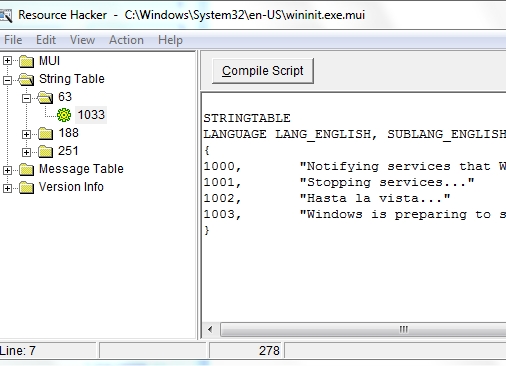 Resource Hacker - C:\Windows\System32\en-US\wininit.exe.mui
File Edit View Action Help
MUI
String Table
63
1033
188
251
Message Table
Version Info
Compile Script
STRINGTABLE
LANGUAGE LANG_ENGLISH, SUBLANG_ENGLISH
{
1000, "Notifying services that W
1001, "Stopping services..."
1002, "Hasta la vista..."
1003, "Windows is preparing to s
}
Line: 7
278